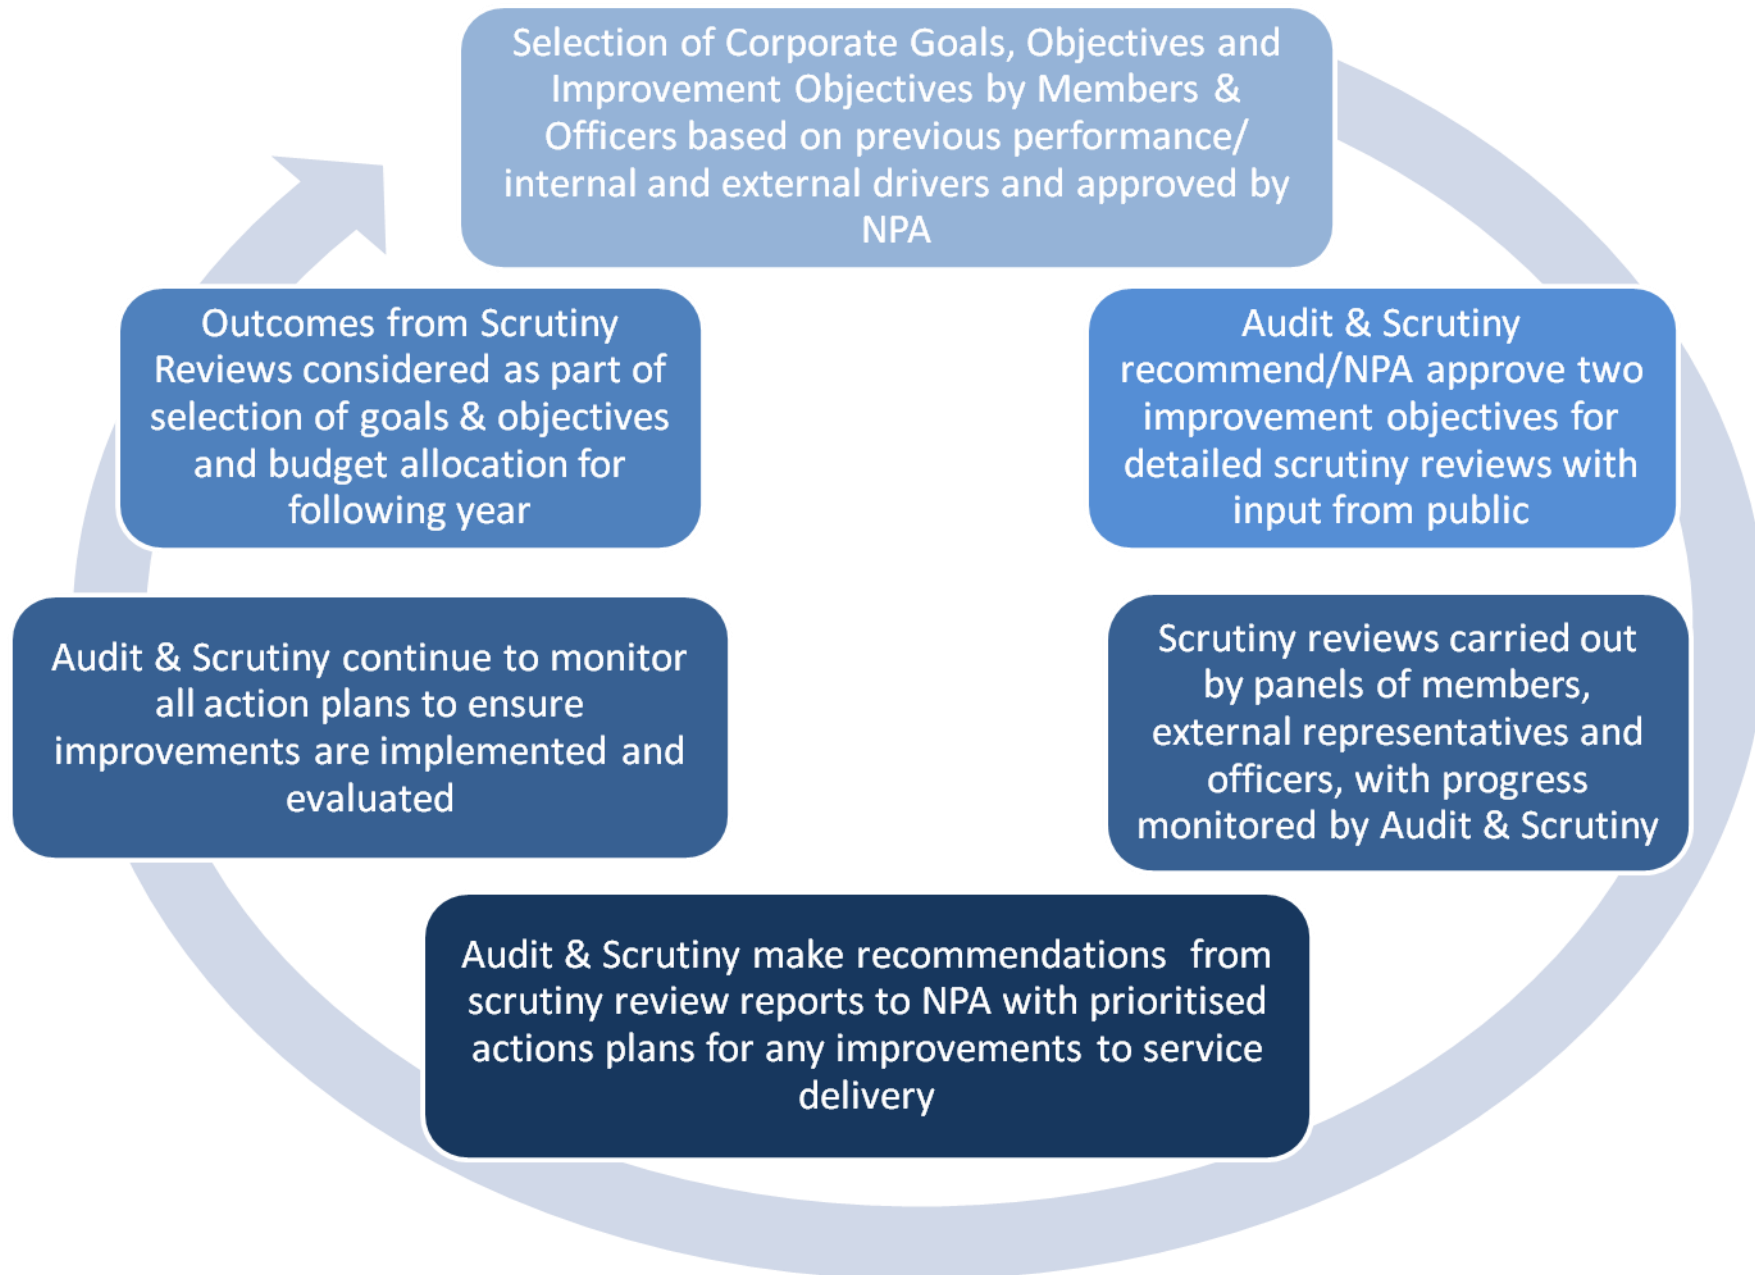 Selection of Corporate Goals, Objectives and
Improvement Objectives by Members &
Officers based on previous performance/
internal and external drivers and approved by
NPA
Audit & Scrutiny
recommend/NPA approve two
improvement objectives for
detailed scrutiny reviews with
input from public
Scrutiny reviews carried out
by panels of members,
external representatives and
officers, with progress
monitored by Audit & Scrutiny
Audit & Scrutiny make recommendations from
scrutiny review reports to NPA with prioritised
actions plans for any improvements to service
delivery
Audit & Scrutiny continue to monitor
all action plans to ensure
improvements are implemented and
evaluated
Outcomes from Scrutiny
Reviews considered as part of
selection of goals & objectives
and budget allocation for
following year